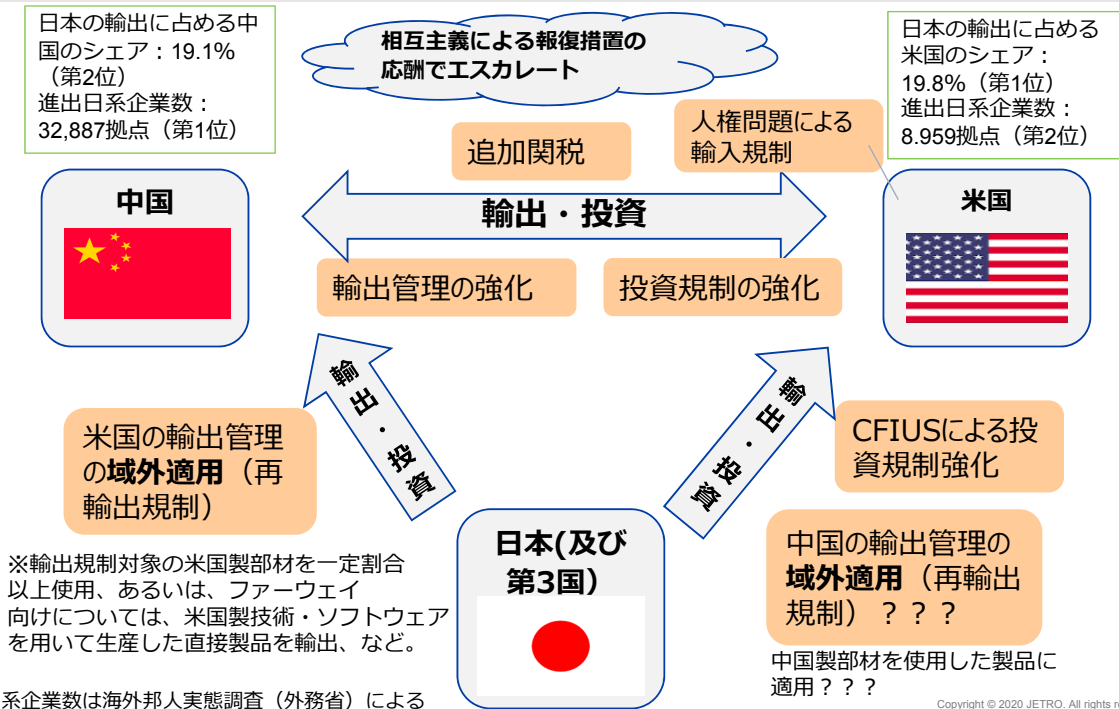 日本の輸出に占める中
国のシェア：19.1%
（第2位）
進出日系企業数：
32,887拠点（第1位）
相互主義による報復措置の
応酬でエスカレート
日本の輸出に占める
米国のシェア：
19.8%（第1位）
進出日系企業数：
8.959拠点（第2位）
追加関税
人権問題による
輸入規制
中国
輸出・投資
米国
輸出管理の強化
投資規制の強化
輸出・投資
輸出・投資
米国の輸出管理
の域外適用（再
輸出規制）
CFIUSによる投
資規制強化
※輸出規制対象の米国製部材を一定割合
以上使用、あるいは、ファーウェイ
向けについては、米国製技術・ソフトウェア
を用いて生産した直接製品を輸出、など。
日本(及び
第3国）
中国の輸出管理の
域外適用（再輸出
規制）？？？
中国製部材を使用した製品に
適用？？？
系企業数は海外邦人実態調査（外務省）による
Copyright © 2020 JETRO. All rights re